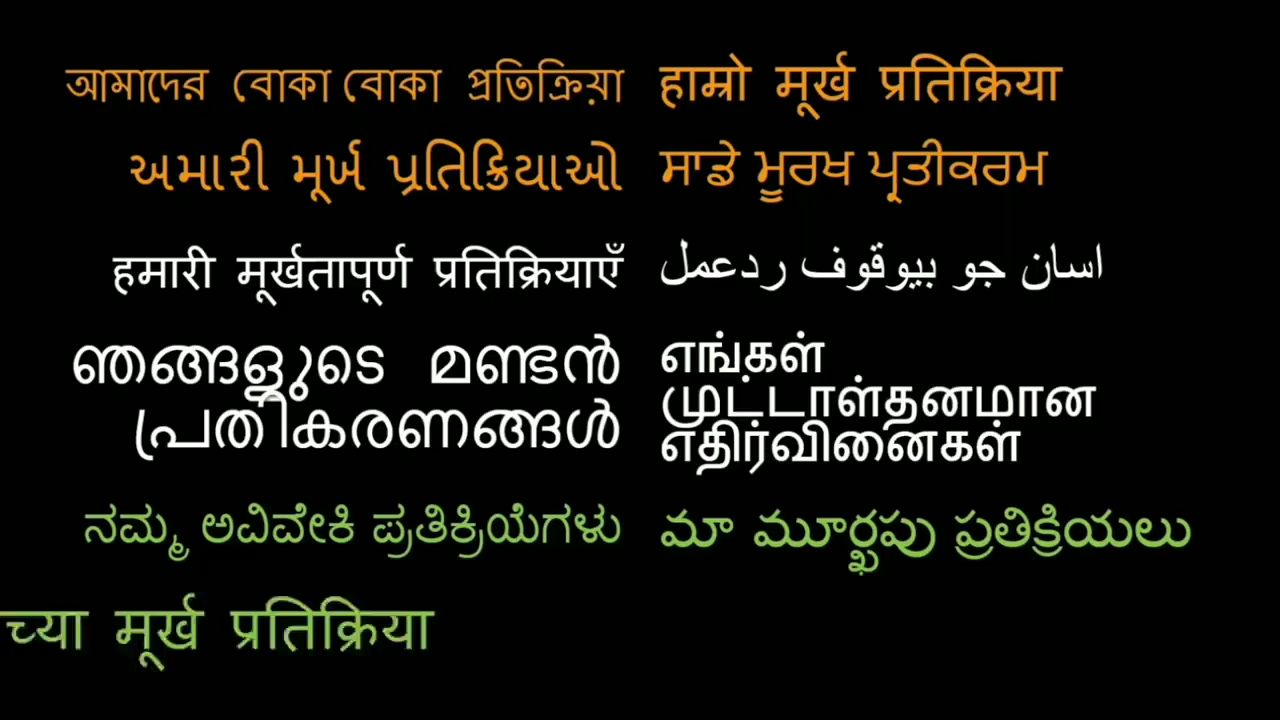 আমাদের বোকা বোকা প্রতিক্রিয়া
हाम्रो मूर्ख प्रतिक्रिया
અમારી મૂર્ખ પ્રતિક્રિયાઓ
ਸਾਡੇ ਮੂਰਖ ਪ੍ਰਤੀਕਰਮ
हमारी मूर्खतापूर्ण प्रतिक्रियाएँ
اسان جو بيوقوف ردعمل
ഞങ്ങളുടെ മണ്ടൻ
പ്രതികരണങ്ങൾ
எங்கள்
முட்டாள்தனமான
எதிர்வினைகள்
ನಮ್ಮ ಅವಿವೇಕಿ ಪ್ರತಿಕ್ರಿಯೆಗಳು
మా మూర్ఖపు ప్రతిక్రియలు
च्या मूर्ख प्रतिक्रिया